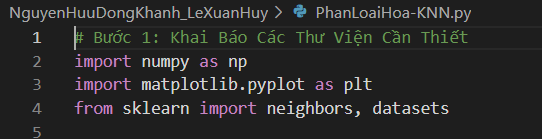 NguyenHuuDongKhanh_LeXuanHuy > PhanLoaiHoa-KNN.py
1 # Bước 1: Khai Báo Các Thư Viện Cần Thiết
2 import numpy as np
3 import matplotlib.pyplot as plt
4 from sklearn import neighbors, datasets